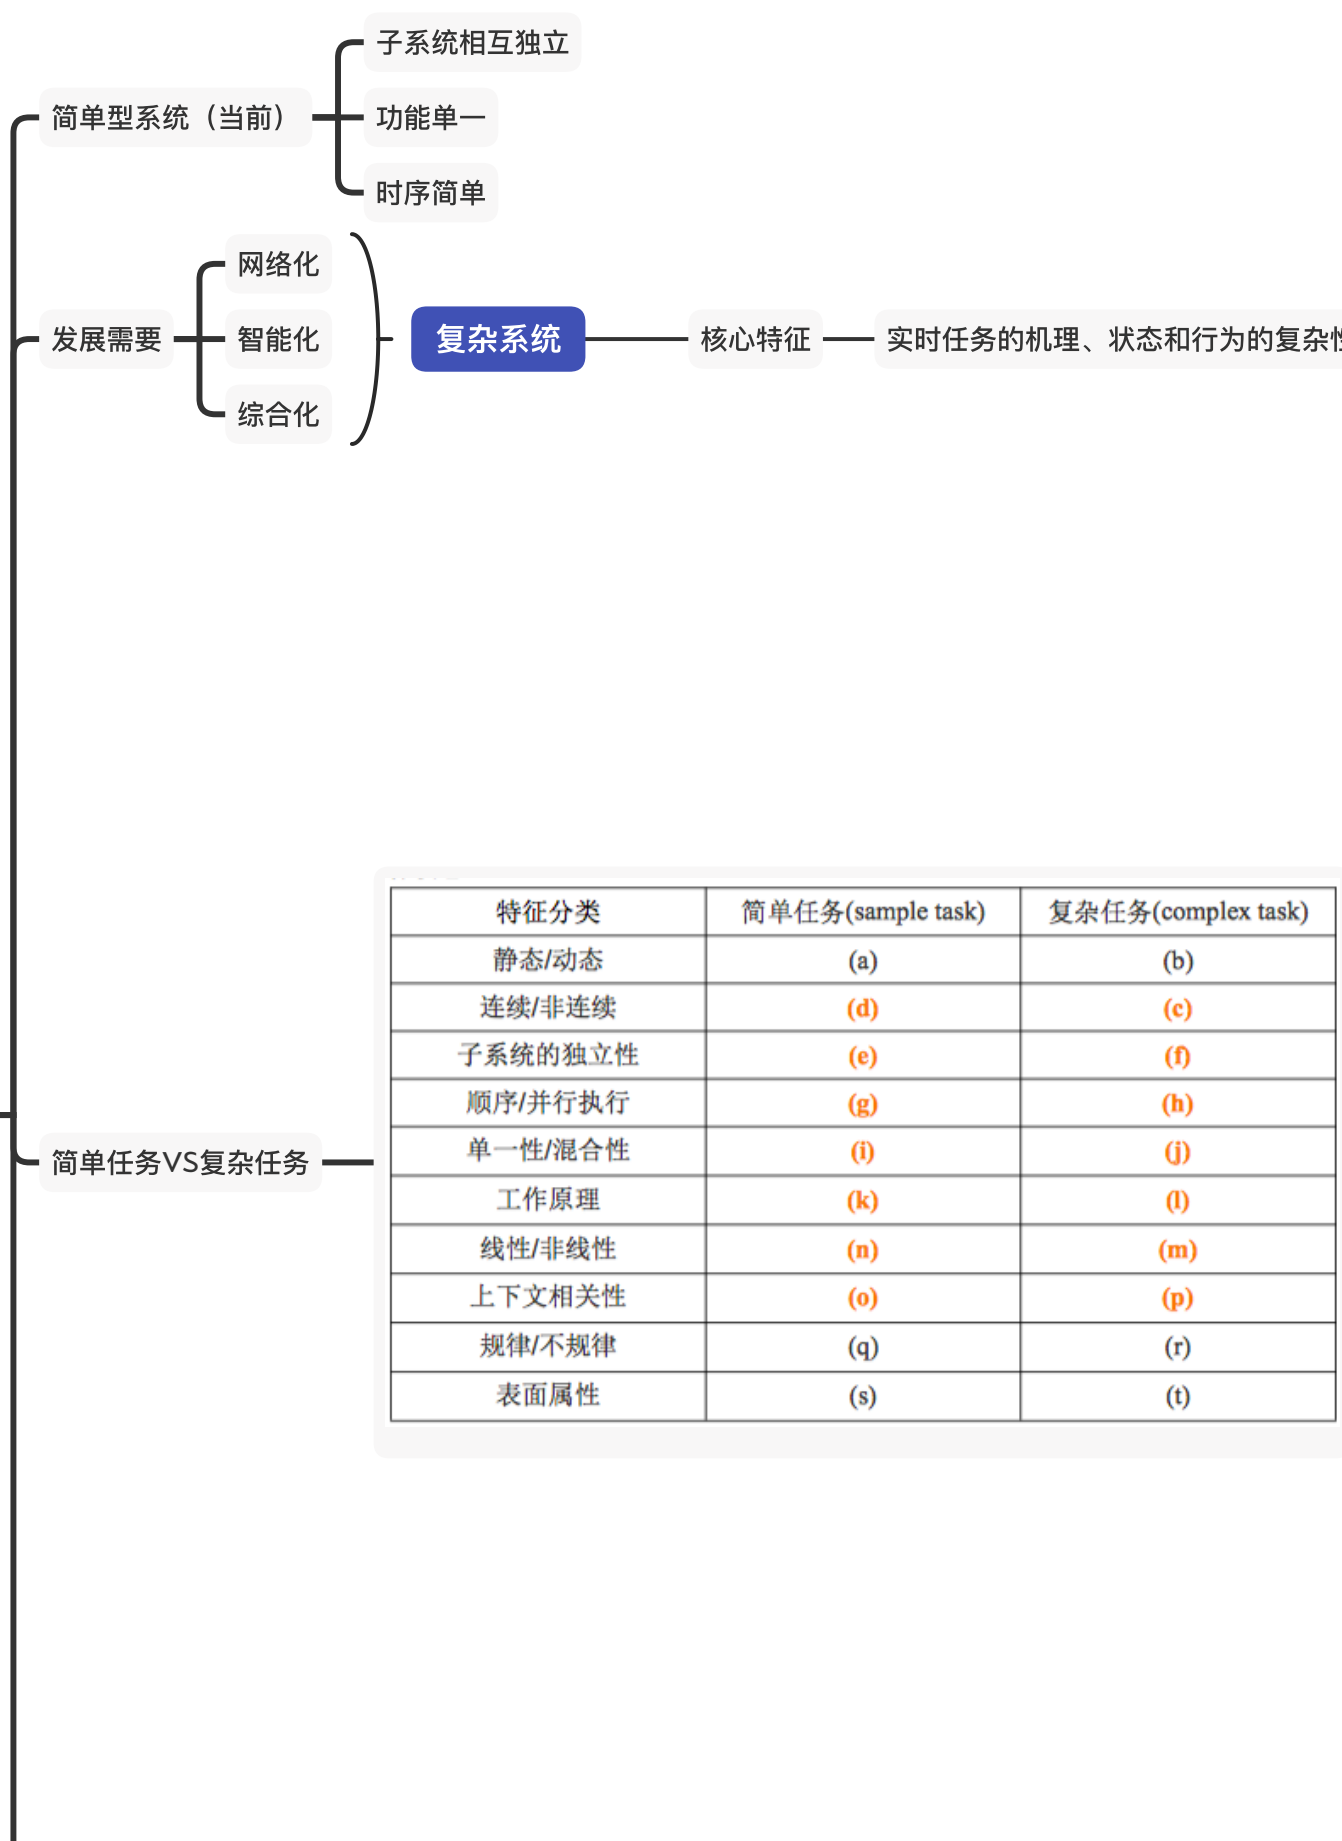 子系统相互独立
简单型系统（当前）
功能单一
时序简单
网络化
发展需要
智能化
综合化
复杂系统
核心特征
实时任务的机理、状态和行为的复杂性
简单任务VS复杂任务
特征分类 简单任务(sample task) 复杂任务(complex task)
静态/动态 (a) (b)
连续/非连续 (d) (c)
子系统的独立性 (e) (f)
顺序/并行执行 (g) (h)
单一性/混合性 (i) (j)
工作原理 (k) (l)
线性/非线性 (n) (m)
上下文相关性 (o) (p)
规律/不规律 (q) (r)
表面属性 (s) (t)